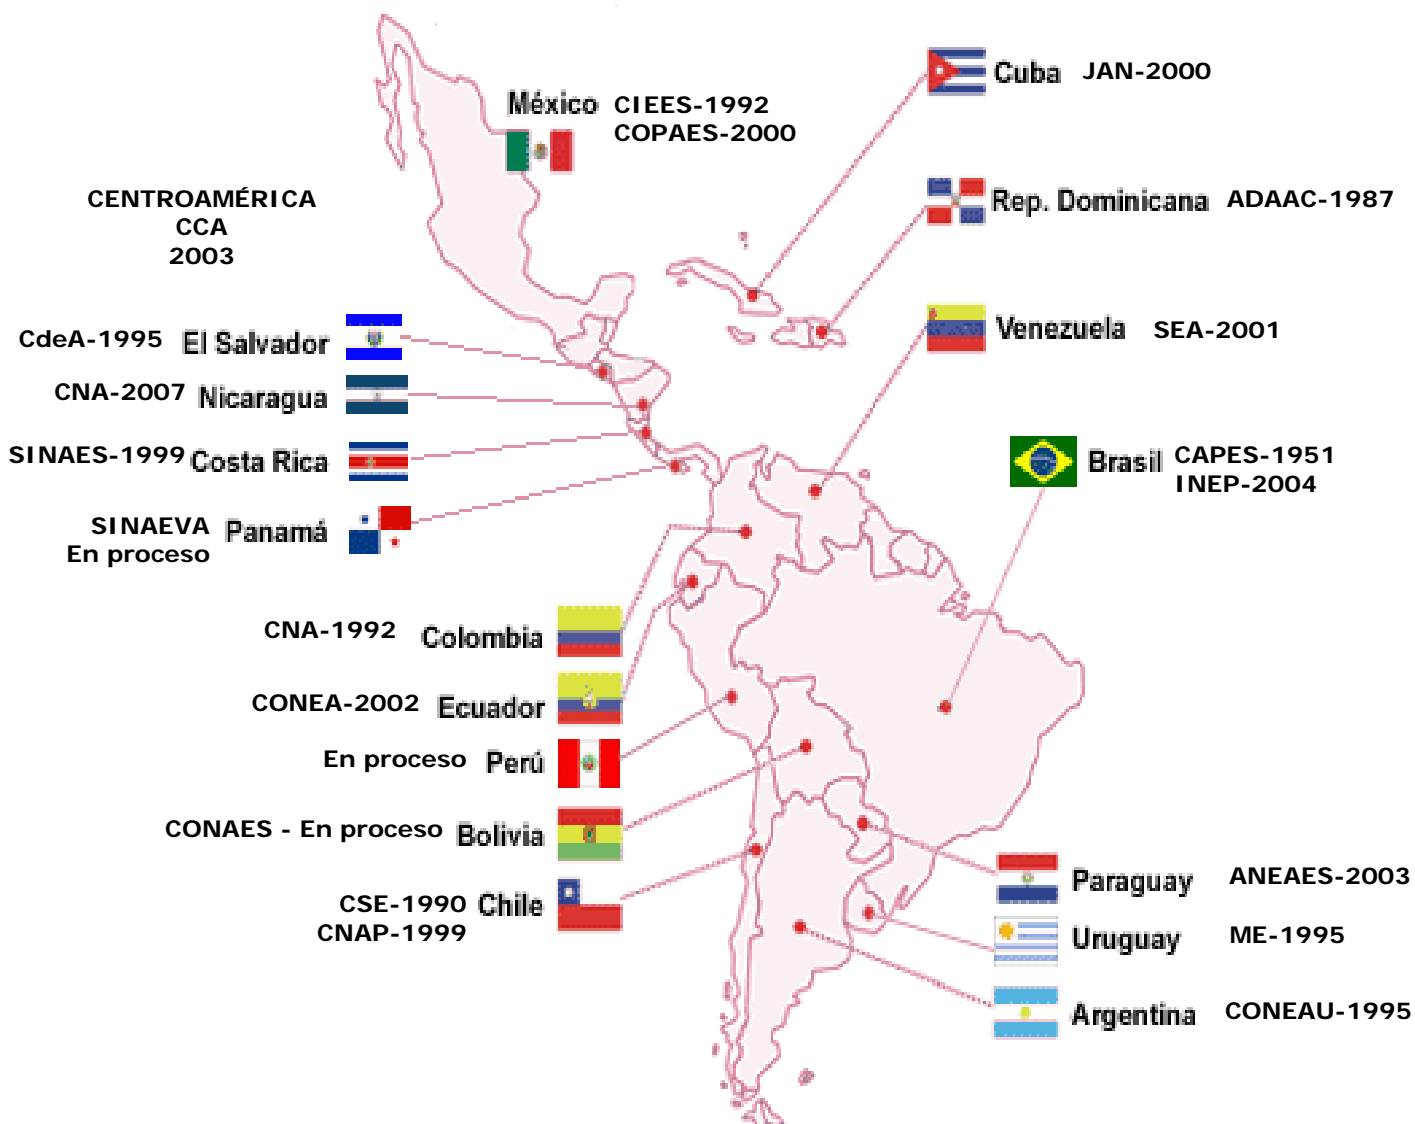 México CIEES-1992
COPAES-2000
Cuba JAN-2000
Rep. Dominicana ADAAC-1987
CENTROAMÉRICA
CCA
2003
CdeA-1995 El Salvador
Venezuela SEA-2001
CNA-2007 Nicaragua
SINAES-1999 Costa Rica
Brasil CAPES-1951
INEP-2004
SINAEVA Panamá
En proceso
CNA-1992 Colombia
CONEA-2002 Ecuador
En proceso Perú
CONAES - En proceso Bolivia
CSE-1990 Chile
CNAP-1999
Paraguay ANEAES-2003
Uruguay ME-1995
Argentina CONEAU-1995